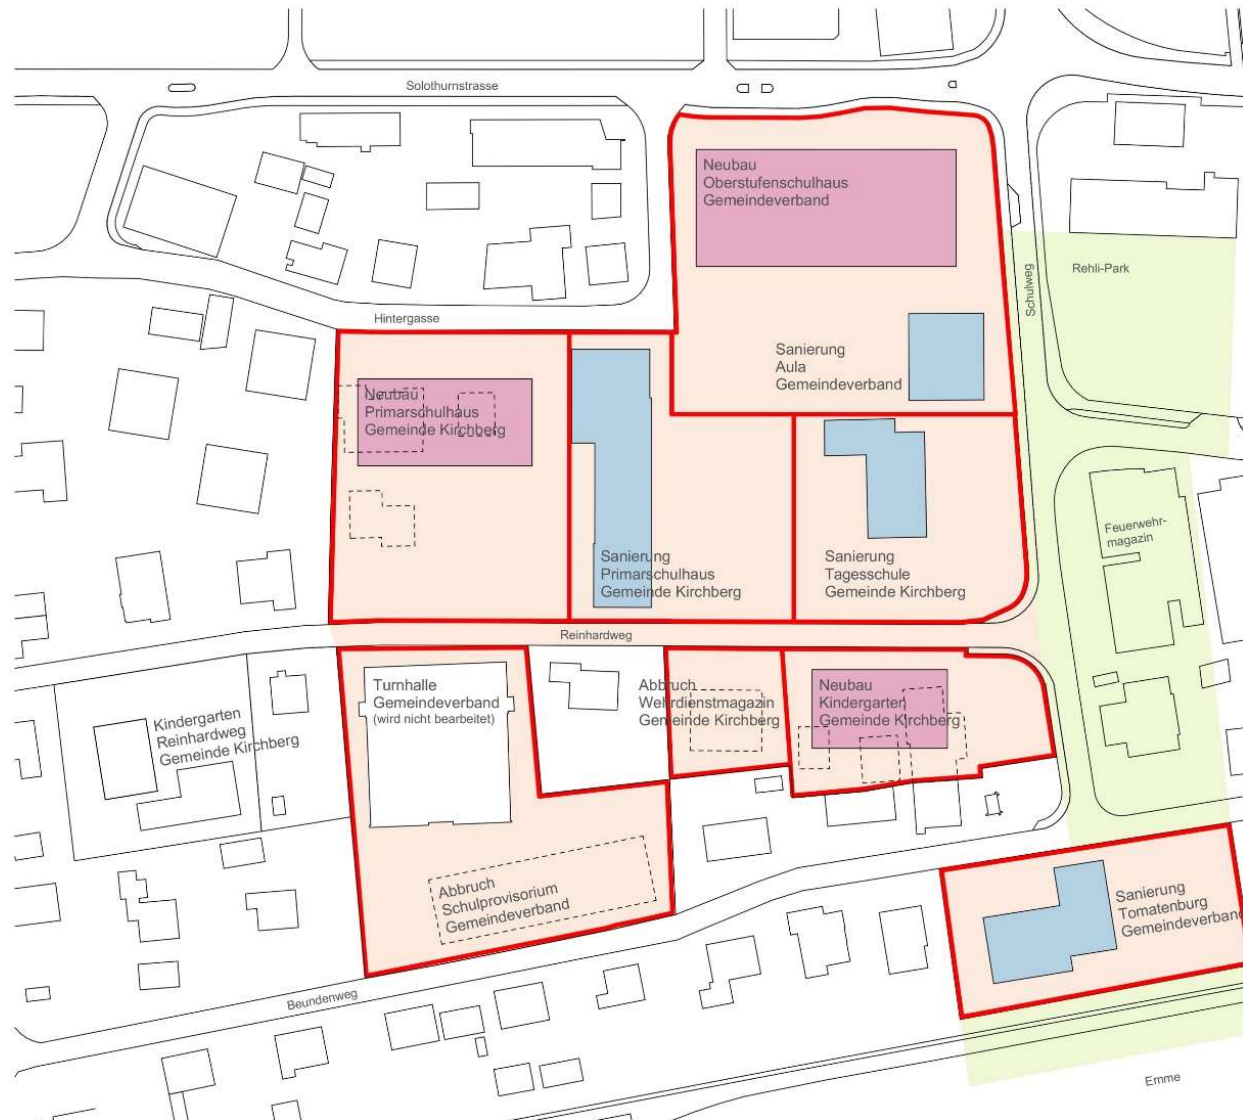 Solothurnstrasse
Neubau
Oberstufenschulhaus
Gemeindeverband
Rehli-Park
Schulweg
Hintergasse
Sanierung
Aula
Gemeindeverband
Neubau
Primarschulhaus
Gemeinde Kirchberg
Feuerwehr-
magazin
Sanierung
Primarschulhaus
Gemeinde Kirchberg
Sanierung
Tagesschule
Gemeinde Kirchberg
Reinhardweg
Turnhalle
Gemeindeverband
(wird nicht bearbeitet)
Abbruch
Wehrdienstmagazin
Gemeinde Kirchberg
Neubau
Kindergarten
Gemeinde Kirchberg
Kindergarten
Reinhardweg
Gemeinde Kirchberg
Abbruch
Schulprovisorium
Gemeindeverband
Sanierung
Tomatenburg
Gemeindeverband
Beundenweg
Emme